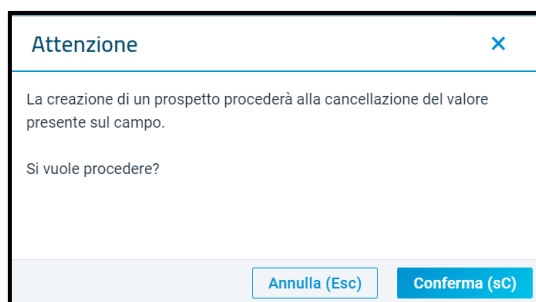 Attenzione
La creazione di un prospetto procederà alla cancellazione del valore
presente sul campo.
Si vuole procedere?
Annulla (Esc)
Conferma (sC)